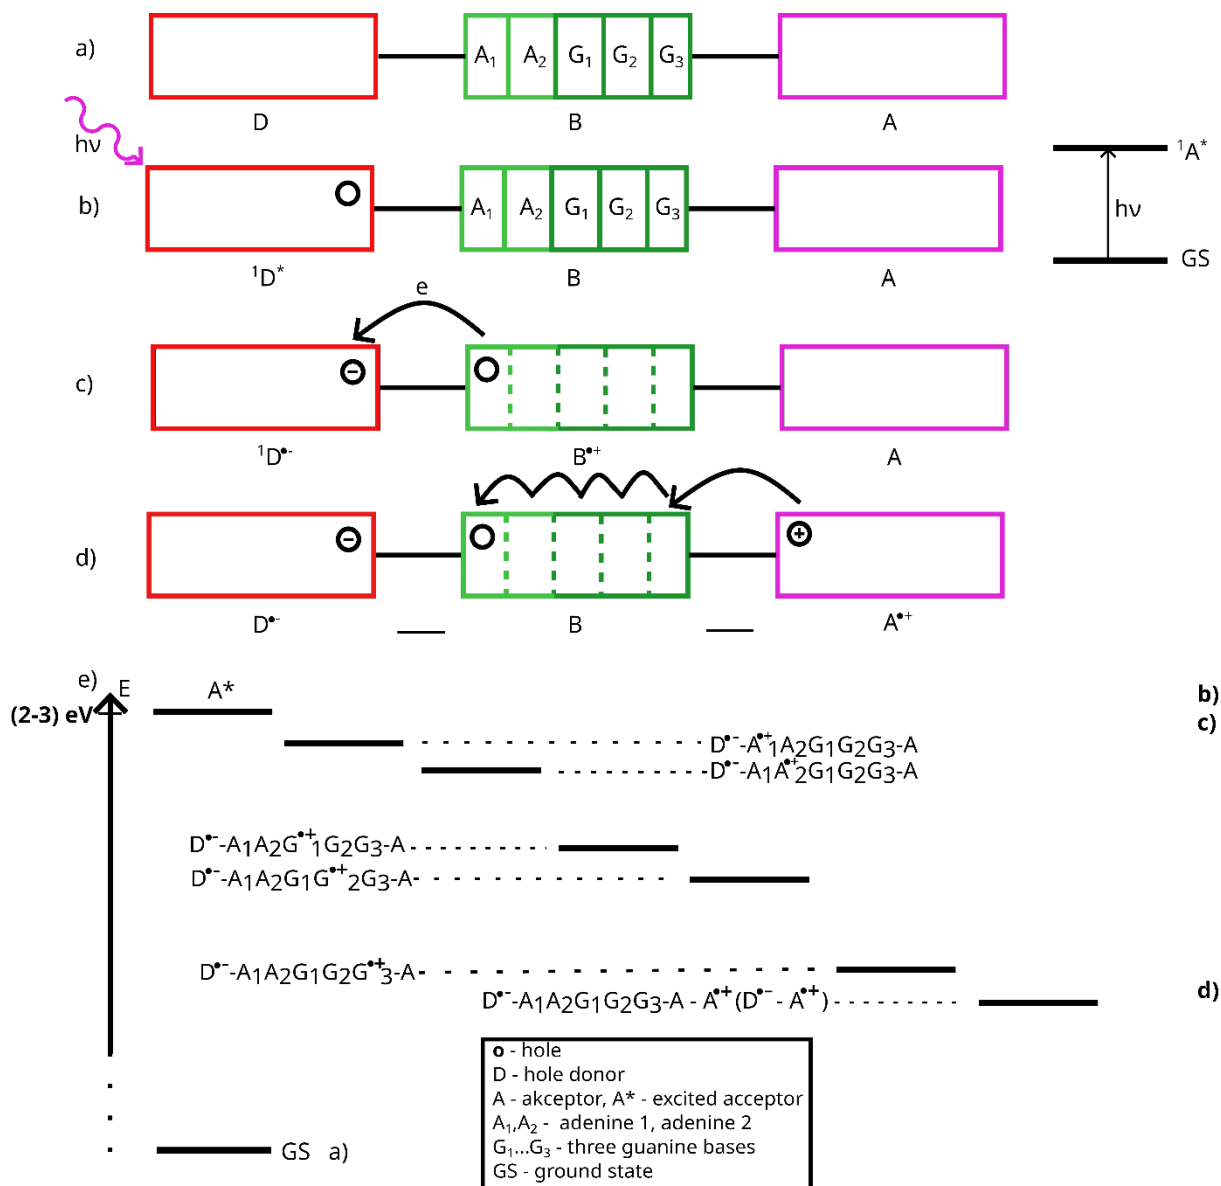 a)
A₁ A₂ G₁ G₂ G₃
D B A
hν
¹A*
b)
A₁ A₂ G₁ G₂ G₃
hν
GS
¹D* B A
e
c)
¹D•- B•+ A
d)
D•- B A•+
e) E A*
(2-3) eV
b)
c)
D•--A•+1A2G1G2G3-A
D•--A1A•+2G1G2G3-A
D•--A1A2G•+1G2G3-A
D•--A1A2G1G•+2G3-A
D•--A1A2G1G2G•+3-A
D•--A1A2G1G2G3-A - A•+(D•- - A•+)
d)
o - hole
D - hole donor
A - akceptor, A* - excited acceptor
A₁,A₂ - adenine 1, adenine 2
G₁...G₃ - three guanine bases
GS - ground state
GS a)